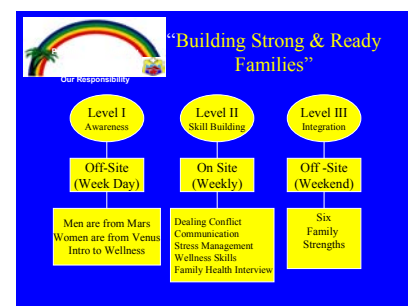 "Building Strong & Ready
Families"
Our Responsibility
Level I
Awareness
Level II
Skill Building
Level III
Integration
Off-Site
(Week Day)
On Site
(Weekly)
Off -Site
(Weekend)
Men are from Mars
Women are from Venus
Intro to Wellness
Dealing Conflict
Communication
Stress Management
Wellness Skills
Family Health Interview
Six
Family
Strengths